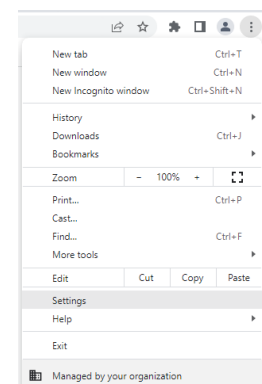 New tab Ctrl+T
New window Ctrl+N
New Incognito window Ctrl+Shift+N
History
Downloads Ctrl+J
Bookmarks
Zoom - 100% +
Print... Ctrl+P
Cast...
Find... Ctrl+F
More tools
Edit Cut Copy Paste
Settings
Help
Exit
Managed by your organization